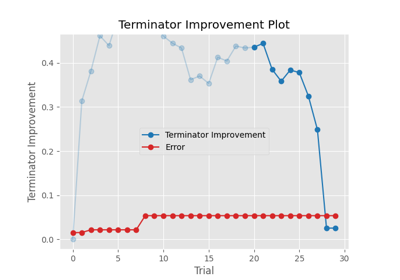 Terminator Improvement Plot
Terminator Improvement
0.4
0.3
0.2
0.1
0.0
Terminator Improvement
Error
0
5
10
15
20
25
30
Trial